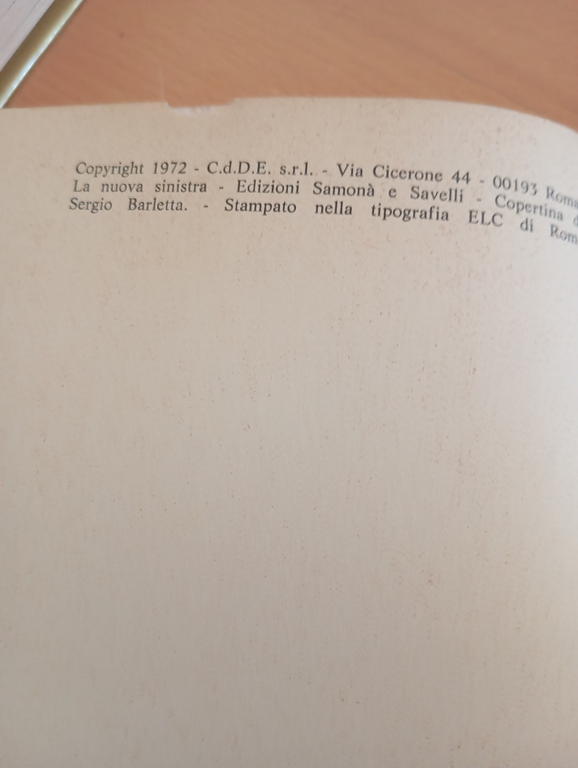 Copyright 1972 - C.d.D.E. s.r.l. - Via Cicerone 44 - 00193 Roma
La nuova sinistra - Edizioni Samonà e Savelli - Copertina d
Sergio Barletta. - Stampato nella tipografia ELC di Rom